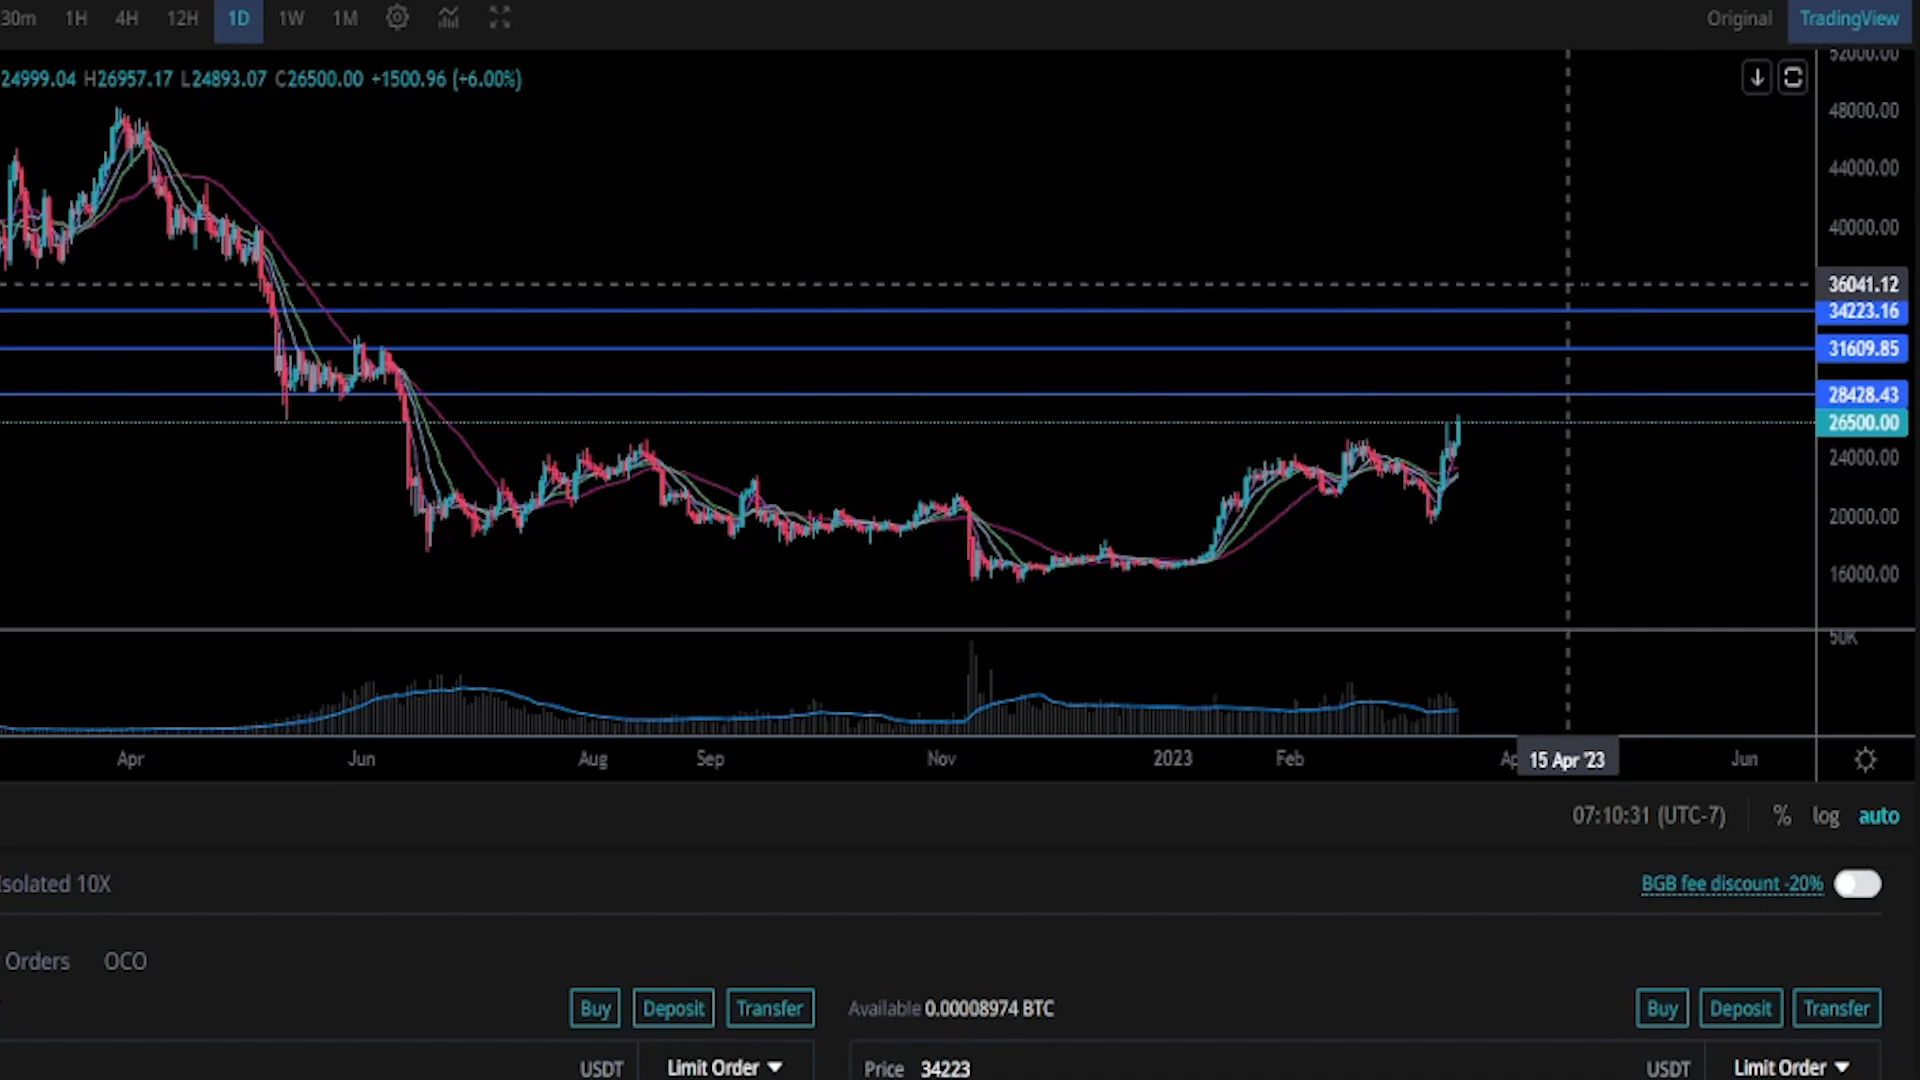 30m 1H 4H 12H 1D 1W 1M Original TradingView
24999.04 H26957.17 L24893.07 C26500.00 +1500.96 (+6.00%)
52000.00
48000.00
44000.00
40000.00
36041.12
34223.16
31609.85
28428.43
26500.00
24000.00
20000.00
16000.00
50K
Apr Jun Aug Sep Nov 2023 Feb Ap 15 Apr '23 Jun
07:10:31 (UTC-7) % log auto
Isolated 10X BGB fee discount -20%
Orders OCO
Buy Deposit Transfer Available 0.00008974 BTC Buy Deposit Transfer
USDT Limit Order Price 34223 USDT Limit Order